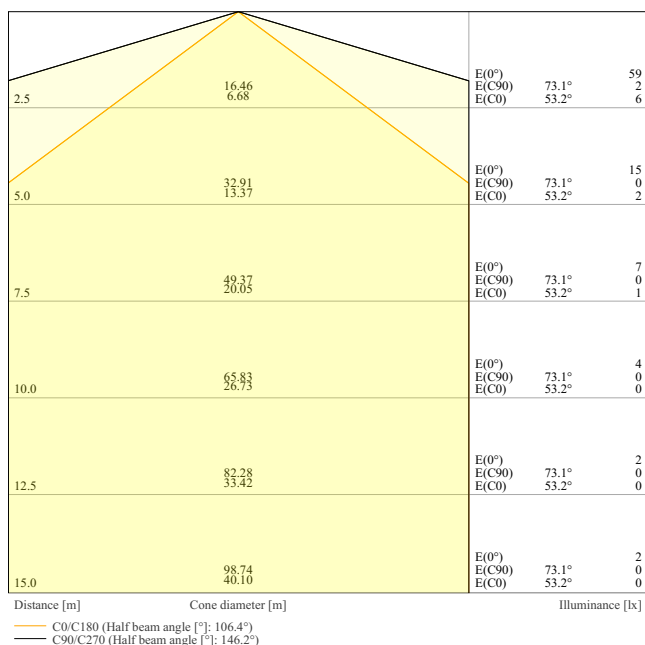 E(0°) 59
16.46 E(C90) 73.1° 2
2.5 6.68 E(C0) 53.2° 6
E(0°) 15
32.91 E(C90) 73.1° 0
5.0 13.37 E(C0) 53.2° 2
E(0°) 7
49.37 E(C90) 73.1° 0
7.5 20.05 E(C0) 53.2° 1
E(0°) 4
65.83 E(C90) 73.1° 0
10.0 26.73 E(C0) 53.2° 0
E(0°) 2
82.28 E(C90) 73.1° 0
12.5 33.42 E(C0) 53.2° 0
E(0°) 2
98.74 E(C90) 73.1° 0
15.0 40.10 E(C0) 53.2° 0
Distance [m] Cone diameter [m] Illuminance [lx]
C0/C180 (Half beam angle [°]: 106.4°)
C90/C270 (Half beam angle [°]: 146.2°)